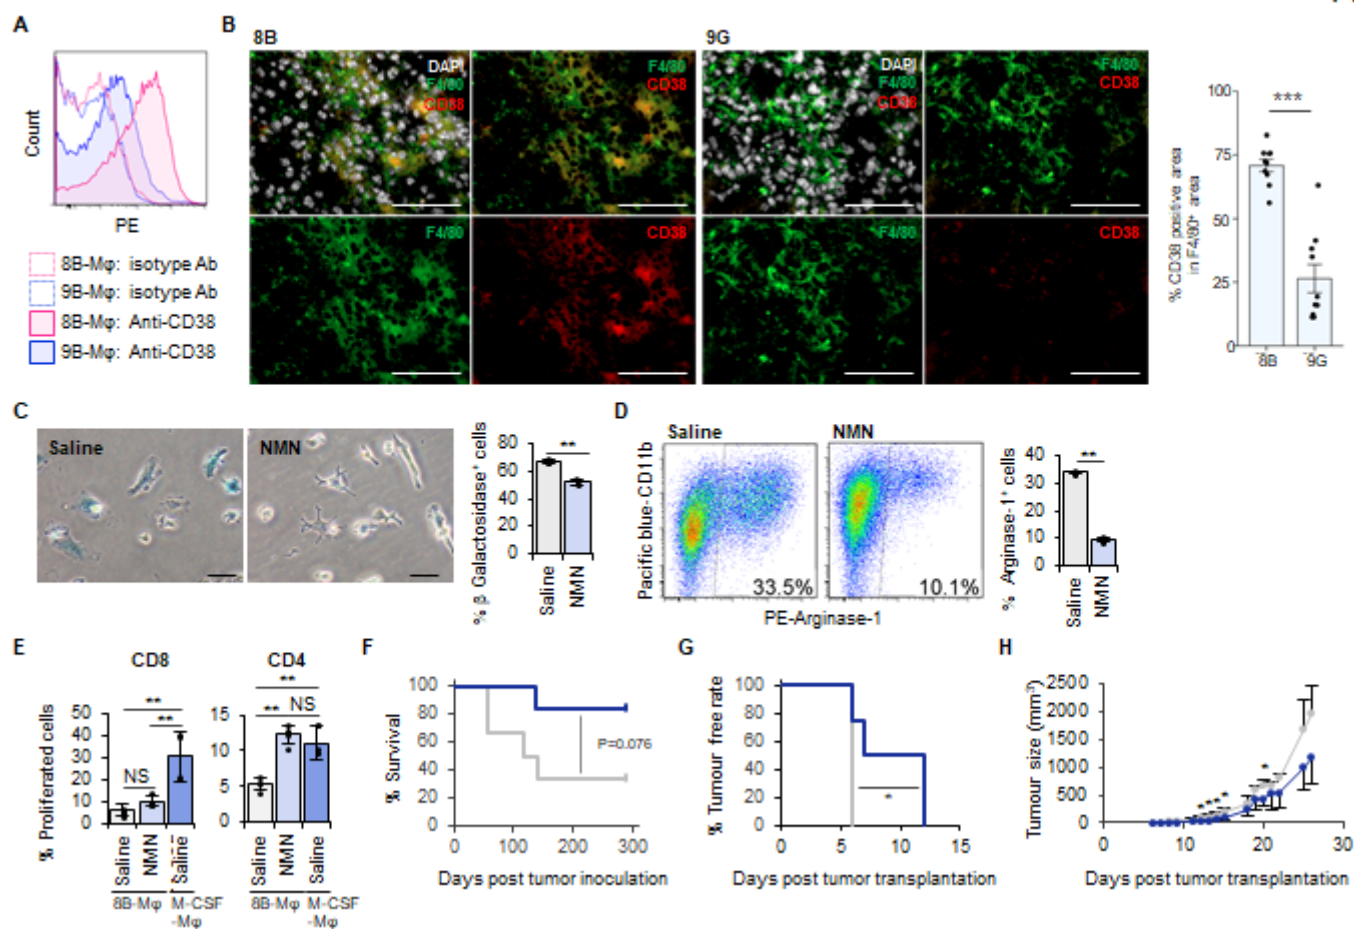 A
Count
PE
8B-Mφ: isotype Ab
9B-Mφ: isotype Ab
8B-Mφ: Anti-CD38
9B-Mφ: Anti-CD38
B
8B
DAPI
F4/80
CD38
F4/80
CD38
F4/80
CD38
9G
DAPI
F4/80
CD38
F4/80
CD38
F4/80
CD38
% CD38 positive area
in F4/80⁺ area
100
75
50
25
0
***
8B
9G
C
Saline
NMN
% β Galactosidase⁺ cells
80
60
40
20
0
**
Saline
NMN
D
Saline
NMN
Pacific blue-CD11b
33.5%
10.1%
PE-Arginase-1
% Arginase-1⁺ cells
40
30
20
10
0
**
Saline
NMN
E
CD8
CD4
% Proliferated cells
50
40
30
20
10
0
**
**
NS
Saline
NMN
Saline
8B-Mφ
M-CSF
-Mφ
15
10
5
0
**
** NS
Saline
NMN
Saline
8B-Mφ
M-CSF
-Mφ
F
% Survival
100
80
60
40
20
0
P=0.076
0 100 200 300
Days post tumor inoculation
G
% Tumour free rate
100
80
60
40
20
0
*
0 5 10 15
Days post tumor transplantation
H
Tumour size (mm³)
2500
2000
1500
1000
500
0
****
*
0 10 20 30
Days post tumor transplantation